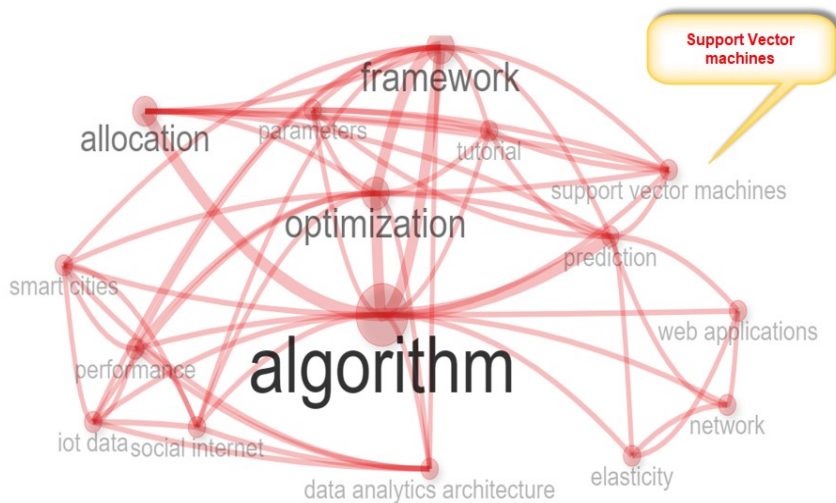 Support Vector
machines
framework
allocation
parameters
tutorial
support vector machines
optimization
prediction
smart cities
web applications
algorithm
performance
network
iot data
social internet
elasticity
data analytics architecture